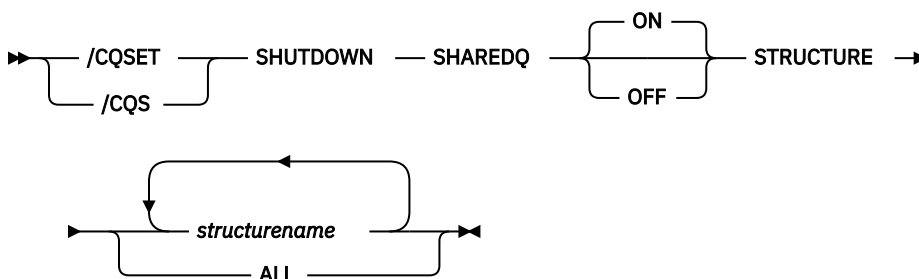 ON
/CQSET SHUTDOWN SHAREDQ STRUCTURE
/CQS OFF
structurename
ALL